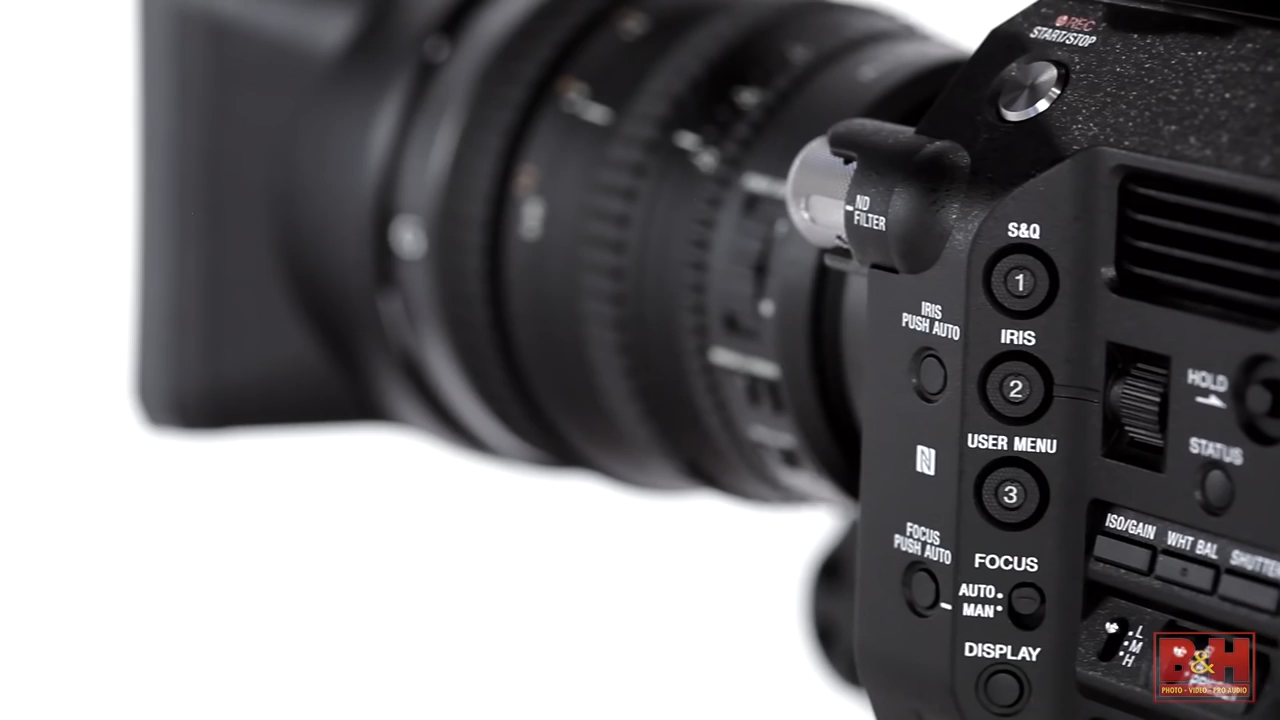 REC
START/STOP
ND
FILTER
S&Q
1
IRIS
PUSH AUTO
IRIS
2
HOLD
USER MENU
3
STATUS
N
FOCUS
PUSH AUTO
ISO/GAIN
WHT BAL
SHUTTER
FOCUS
AUTO
MAN
L
M
H
DISPLAY
B&H
PHOTO - VIDEO - PRO AUDIO